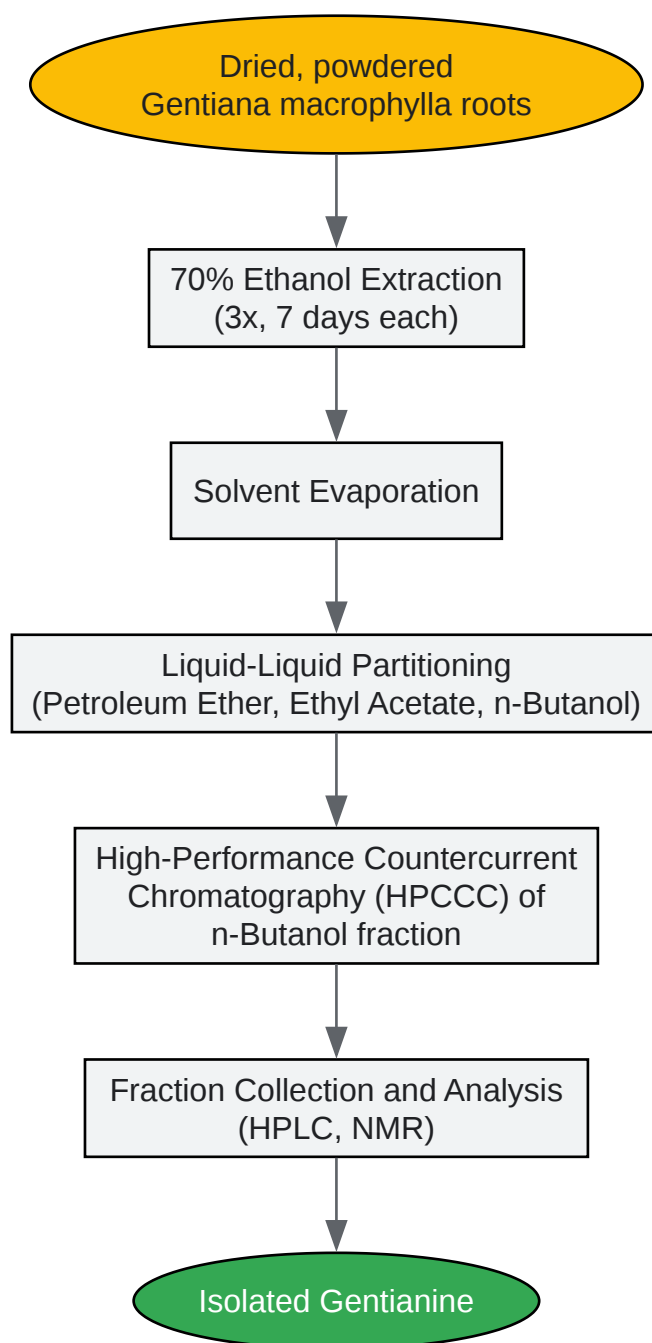 Dried, powdered
Gentiana macrophylla roots
70% Ethanol Extraction
(3x, 7 days each)
Solvent Evaporation
Liquid-Liquid Partitioning
(Petroleum Ether, Ethyl Acetate, n-Butanol)
High-Performance Countercurrent
Chromatography (HPCCC) of
n-Butanol fraction
Fraction Collection and Analysis
(HPLC, NMR)
Isolated Gentianine